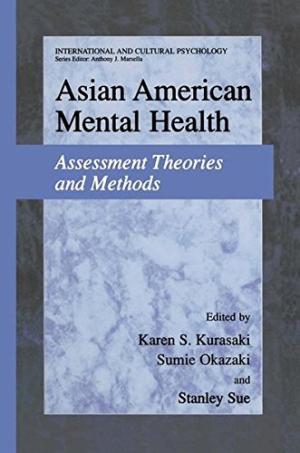 INTERNATIONAL AND CULTURAL PSYCHOLOGY
Series Editor: Anthony J. Marsella
Asian American
Mental Health
Assessment Theories
and Methods
Edited by
Karen S. Kurasaki
Sumie Okazaki
and
Stanley Sue